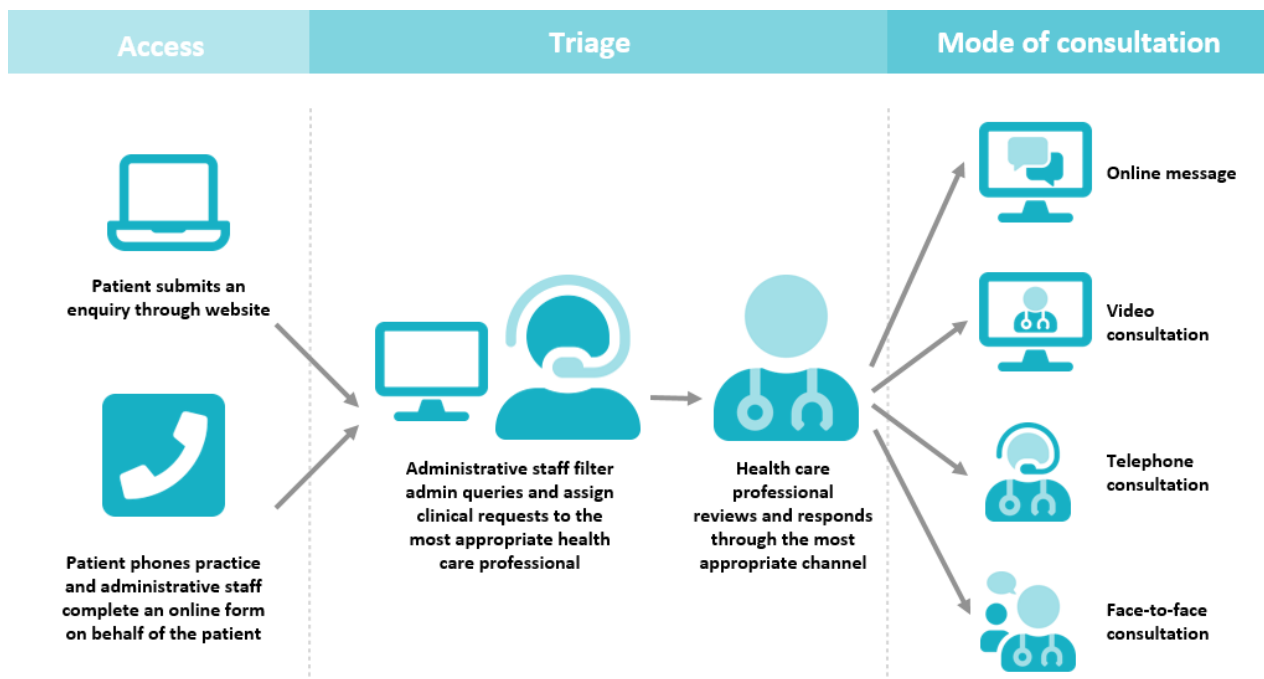 Access
Triage
Mode of consultation
Patient submits an
enquiry through website
Patient phones practice
and administrative staff
complete an online form
on behalf of the patient
Administrative staff filter
admin queries and assign
clinical requests to the
most appropriate health
care professional
Health care
professional
reviews and responds
through the most
appropriate channel
Online message
Video
consultation
Telephone
consultation
Face-to-face
consultation